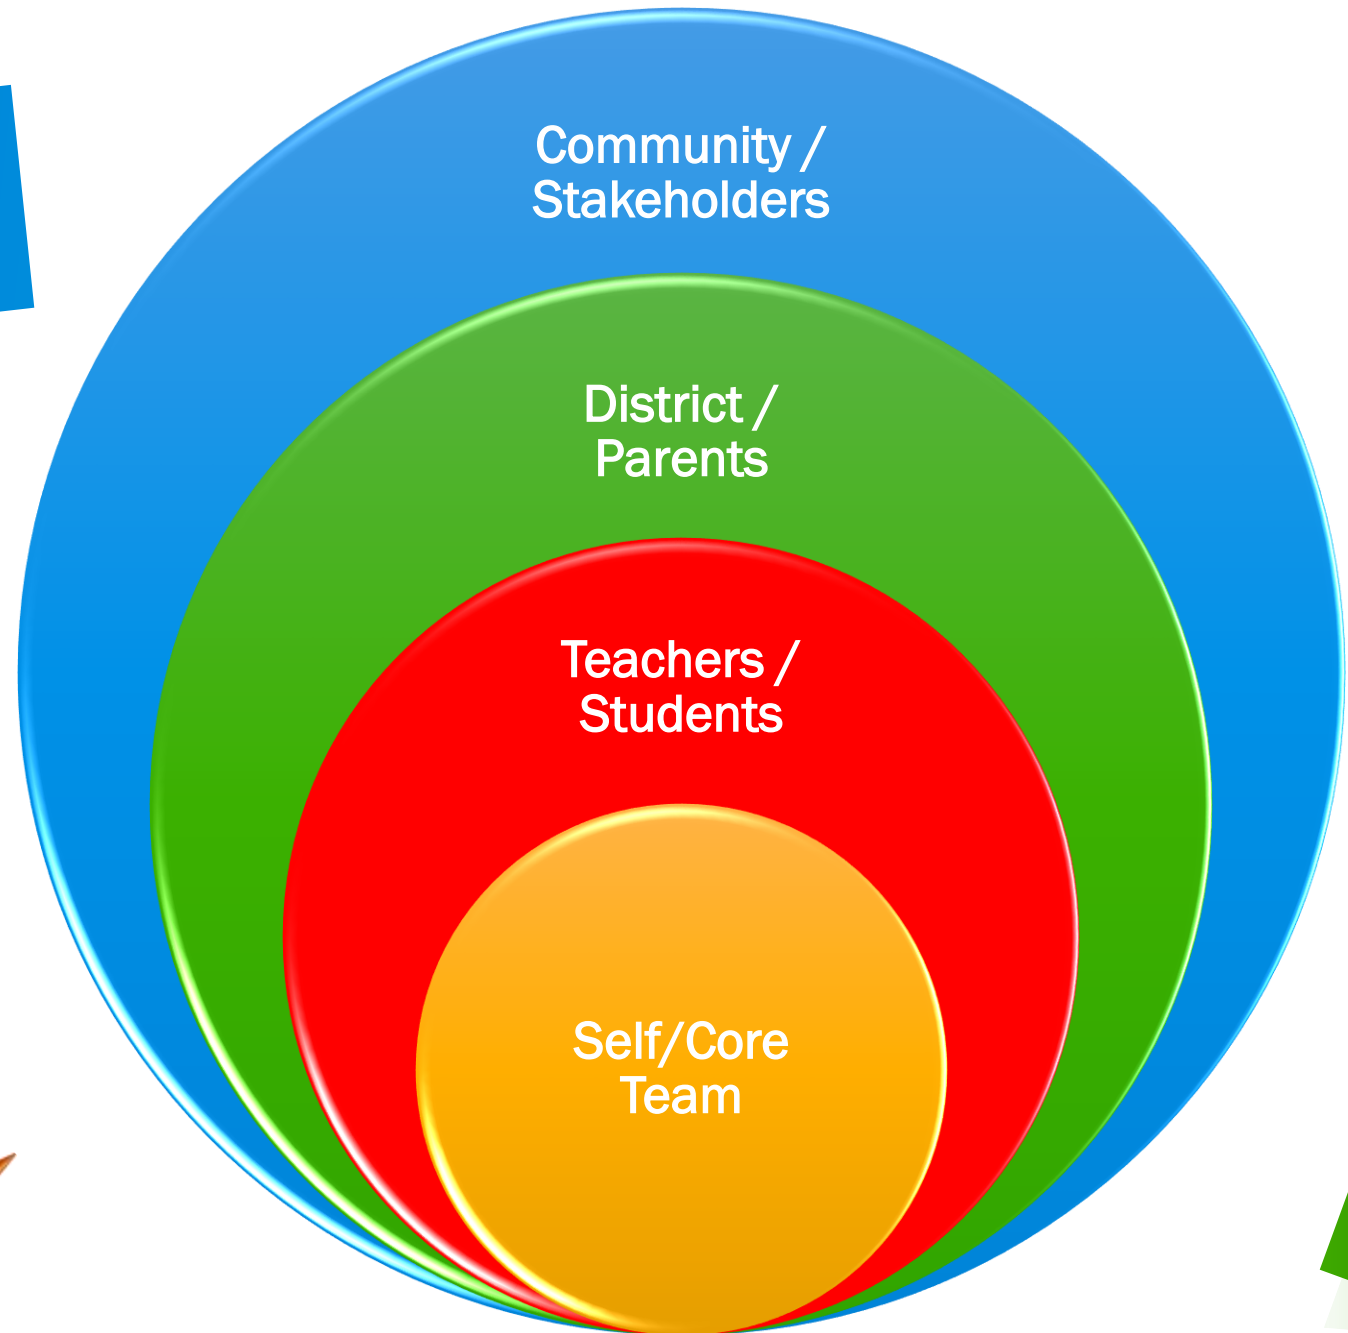 Community /
Stakeholders
District /
Parents
Teachers /
Students
Self/Core
Team